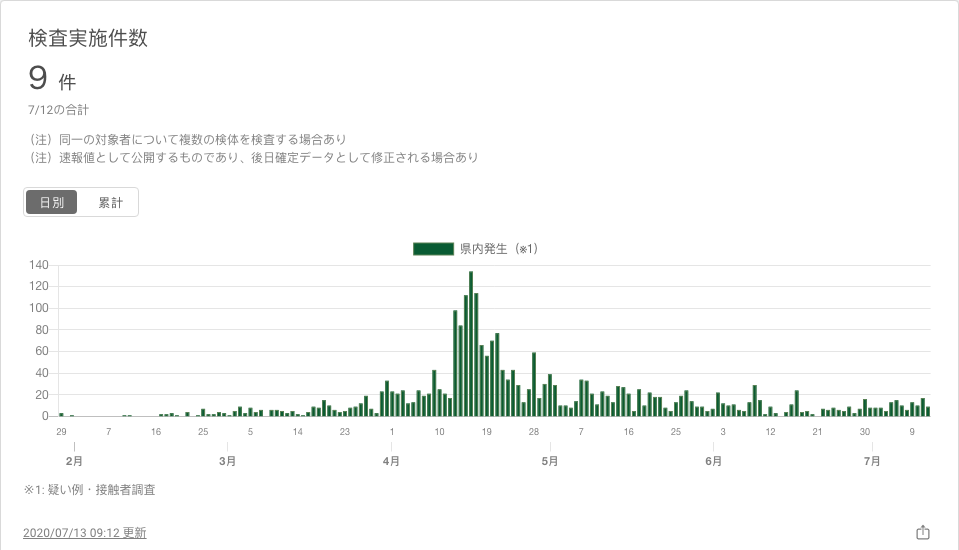 検査実施件数
9 件
7/12の合計
（注）同一の対象者について複数の検体を検査する場合あり
（注）速報値として公開するものであり、後日確定データとして修正される場合あり
日別 累計
県内発生（※1）
140
120
100
80
60
40
20
0
29 7 16 25 5 14 23 1 10 19 28 7 16 25 3 12 21 30 9
2月 3月 4月 5月 6月 7月
※1: 疑い例・接触者調査
2020/07/13 09:12 更新